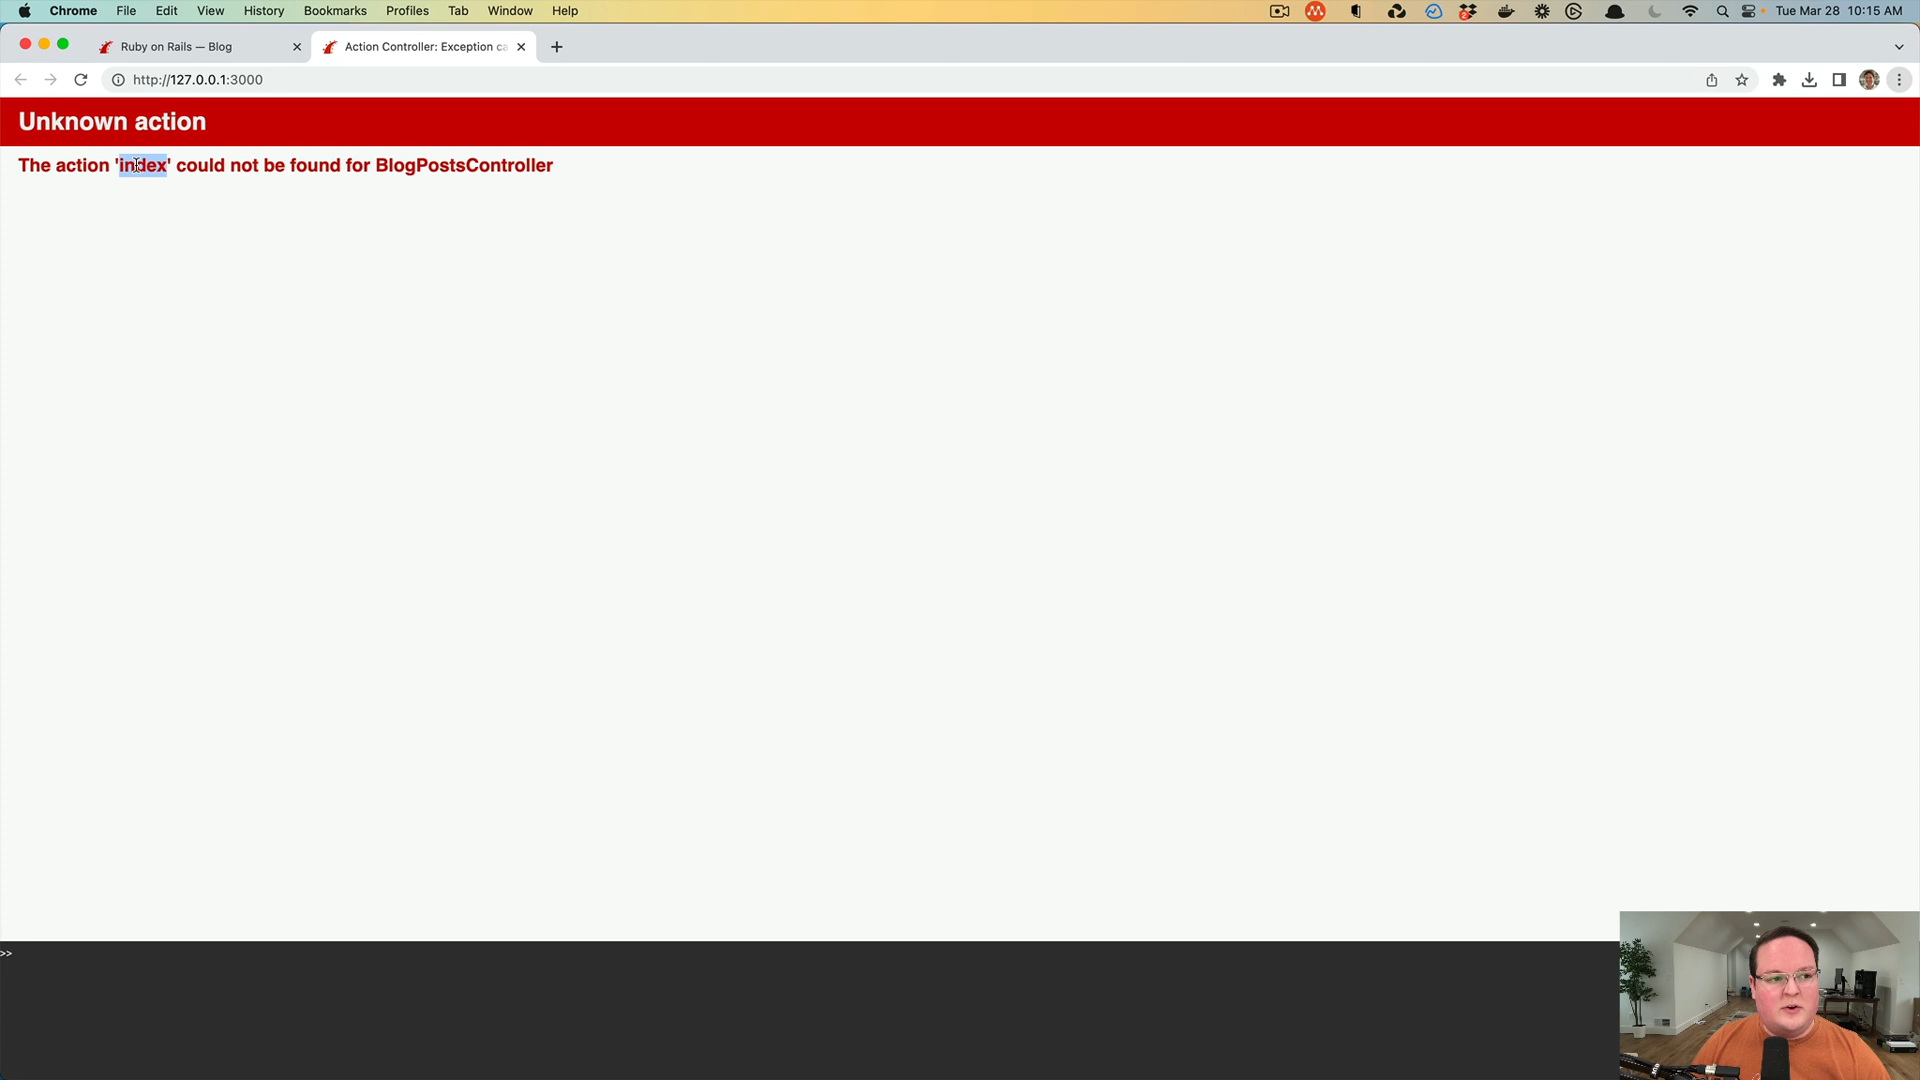 Chrome File Edit View History Bookmarks Profiles Tab Window Help Tue Mar 28 10:15 AM
Ruby on Rails — Blog Action Controller: Exception ca
http://127.0.0.1:3000
Unknown action
The action 'index' could not be found for BlogPostsController
>>